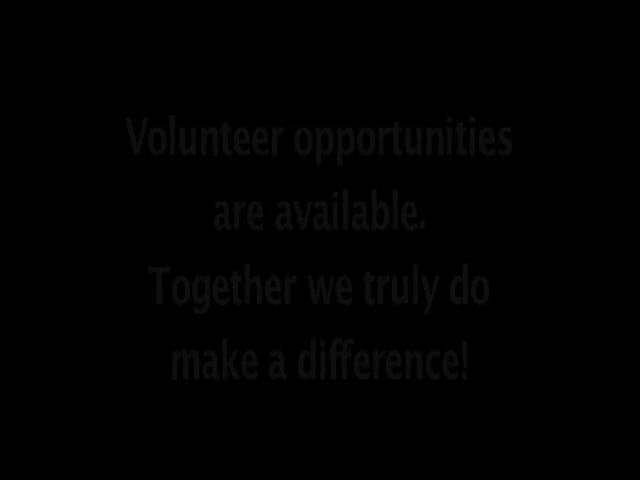 Volunteer opportunities
are available.
Together we truly do
make a difference!